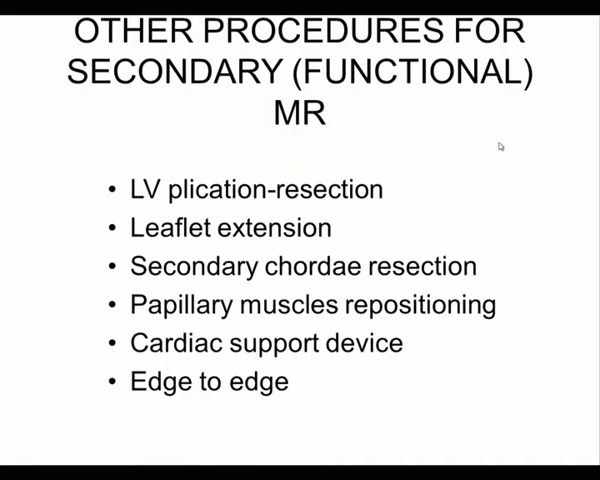 OTHER PROCEDURES FOR
SECONDARY (FUNCTIONAL)
MR
• LV plication-resection
• Leaflet extension
• Secondary chordae resection
• Papillary muscles repositioning
• Cardiac support device
• Edge to edge